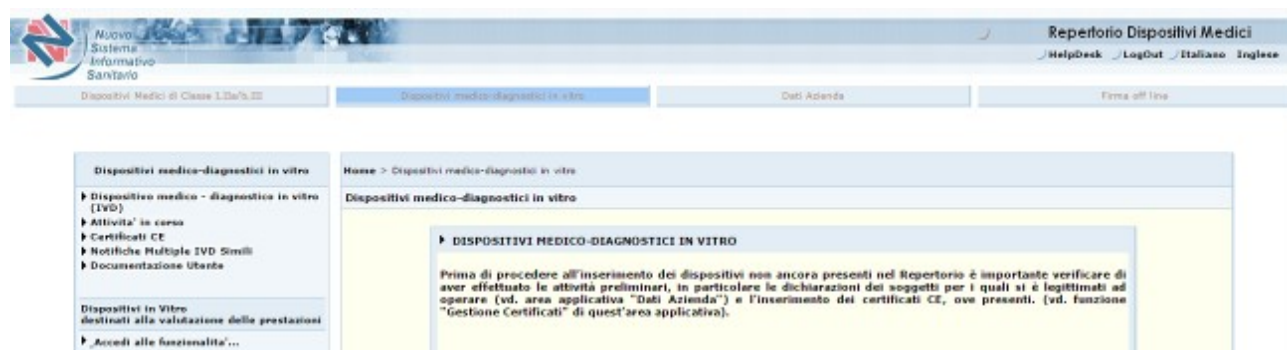 Nuovo
Sistema
Informativo
Sanitario
Repertorio Dispositivi Medici
HelpDesk LogOut Italiano Inglese
Dispositivi Medici di Classe I,IIa/b,III
Dispositivi medico-diagnostici in vitro
Dati Azienda
Firma off line
Dispositivi medico-diagnostici in vitro
Dispositivo medico - diagnostico in vitro
(IVD)
Attivita' in corso
Certificati CE
Notifiche Multiple IVD Simili
Documentazione Utente
Dispositivi in Vitro
destinati alla valutazione delle prestazioni
Accedi alle funzionalita'...
Home > Dispositivi medico-diagnostici in vitro
Dispositivi medico-diagnostici in vitro
DISPOSITIVI MEDICO-DIAGNOSTICI IN VITRO
Prima di procedere all'inserimento dei dispositivi non ancora presenti nel Repertorio è importante verificare di
aver effettuato le attività preliminari, in particolare le dichiarazioni dei soggetti per i quali si è legittimati ad
operare (vd. area applicativa "Dati Azienda") e l'inserimento dei certificati CE, ove presenti. (vd. funzione
"Gestione Certificati" di quest'area applicativa).